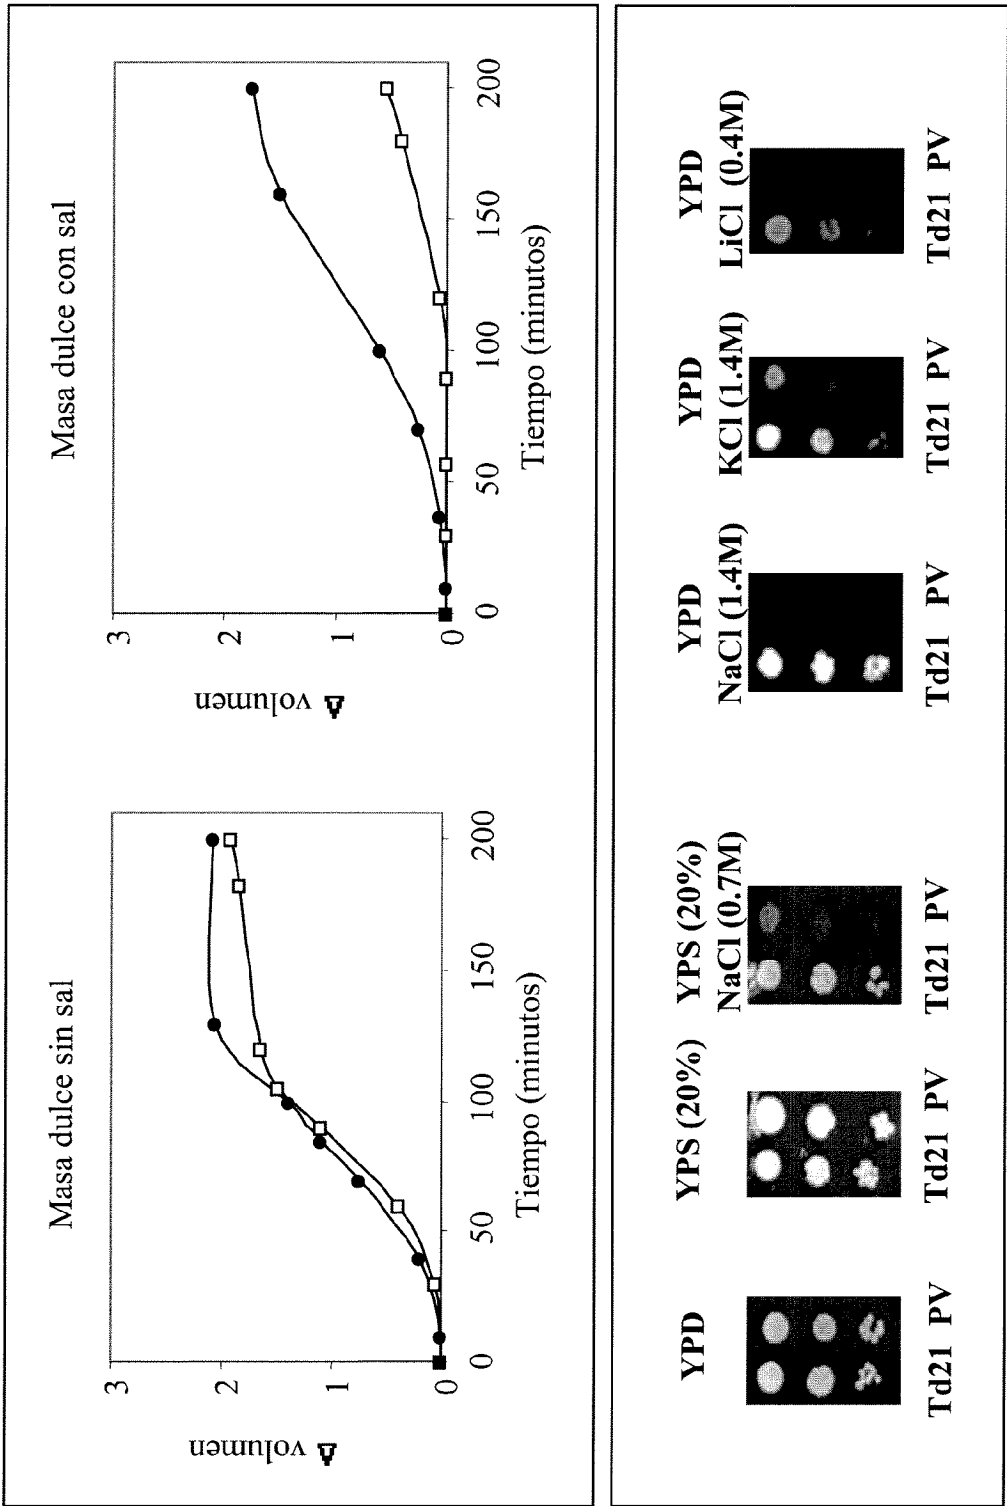 Masa dulce sin sal
Δ volumen
3
2
1
0
0
50
100
150
200
Tiempo (minutos)
Masa dulce con sal
Δ volumen
3
2
1
0
0
50
100
150
200
Tiempo (minutos)
YPD
Td21 PV
YPS (20%)
Td21 PV
YPS (20%)
NaCl (0.7M)
Td21 PV
YPD
NaCl (1.4M)
Td21 PV
YPD
KCl (1.4M)
Td21 PV
YPD
LiCl (0.4M)
Td21 PV